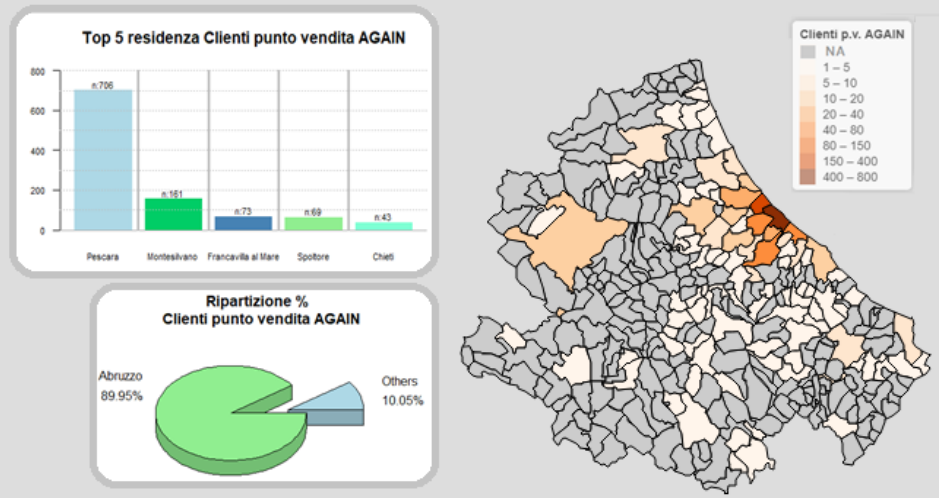 Top 5 residenza Clienti punto vendita AGAIN
800
600
400
200
0
n:706
n:161
n:73
n:69
n:43
Pescara
Montesilvano
Francavilla al Mare
Spoltore
Chieti
Ripartizione %
Clienti punto vendita AGAIN
Abruzzo
89.95%
Others
10.05%
Clienti p.v. AGAIN
NA
1 – 5
5 – 10
10 – 20
20 – 40
40 – 80
80 – 150
150 – 400
400 – 800